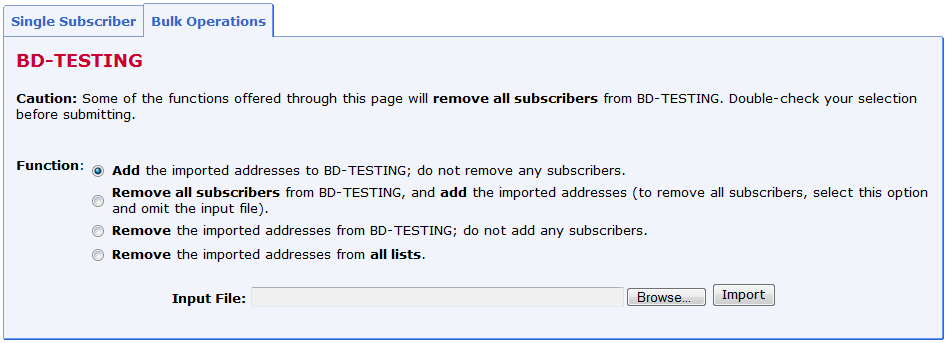 Single Subscriber
Bulk Operations
BD-TESTING
Caution: Some of the functions offered through this page will remove all subscribers from BD-TESTING. Double-check your selection
before submitting.
Function:
Add the imported addresses to BD-TESTING; do not remove any subscribers.
Remove all subscribers from BD-TESTING, and add the imported addresses (to remove all subscribers, select this option
and omit the input file).
Remove the imported addresses from BD-TESTING; do not add any subscribers.
Remove the imported addresses from all lists.
Input File:
Browse...
Import